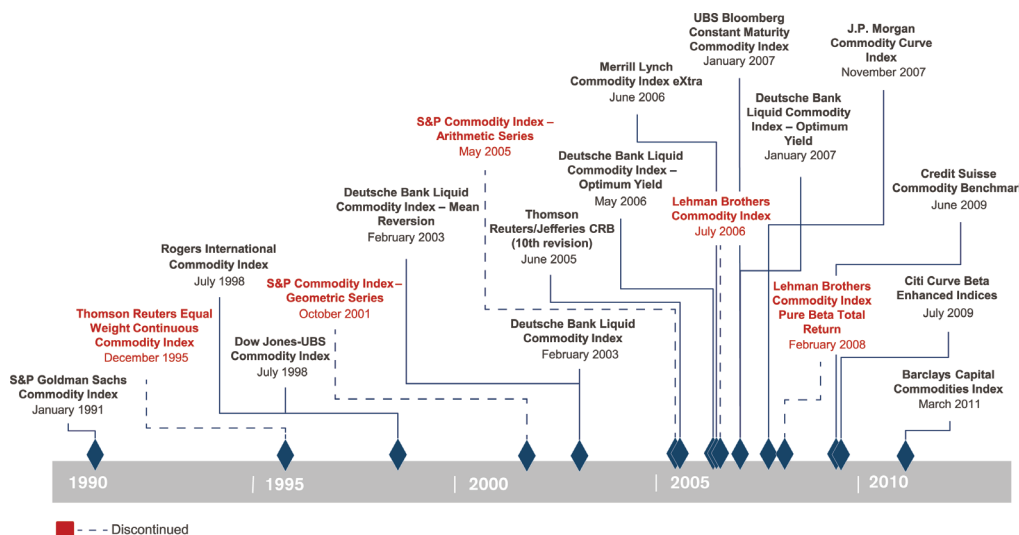 S&P Goldman Sachs
Commodity Index
January 1991
Thomson Reuters Equal
Weight Continuous
Commodity Index
December 1995
Rogers International
Commodity Index
July 1998
Dow Jones-UBS
Commodity Index
July 1998
S&P Commodity Index–
Geometric Series
October 2001
Deutsche Bank Liquid
Commodity Index – Mean
Reversion
February 2003
Deutsche Bank Liquid
Commodity Index
February 2003
S&P Commodity Index –
Arithmetic Series
May 2005
Thomson
Reuters/Jefferies CRB
(10th revision)
June 2005
Deutsche Bank Liquid
Commodity Index –
Optimum Yield
May 2006
Merrill Lynch
Commodity Index eXtra
June 2006
Lehman Brothers
Commodity Index
July 2006
UBS Bloomberg
Constant Maturity
Commodity Index
January 2007
Deutsche Bank
Liquid Commodity
Index – Optimum
Yield
January 2007
J.P. Morgan
Commodity Curve
Index
November 2007
Lehman Brothers
Commodity Index
Pure Beta Total
Return
February 2008
Credit Suisse
Commodity Benchmar
June 2009
Citi Curve Beta
Enhanced Indices
July 2009
Barclays Capital
Commodities Index
March 2011
1990
1995
2000
2005
2010
Discontinued